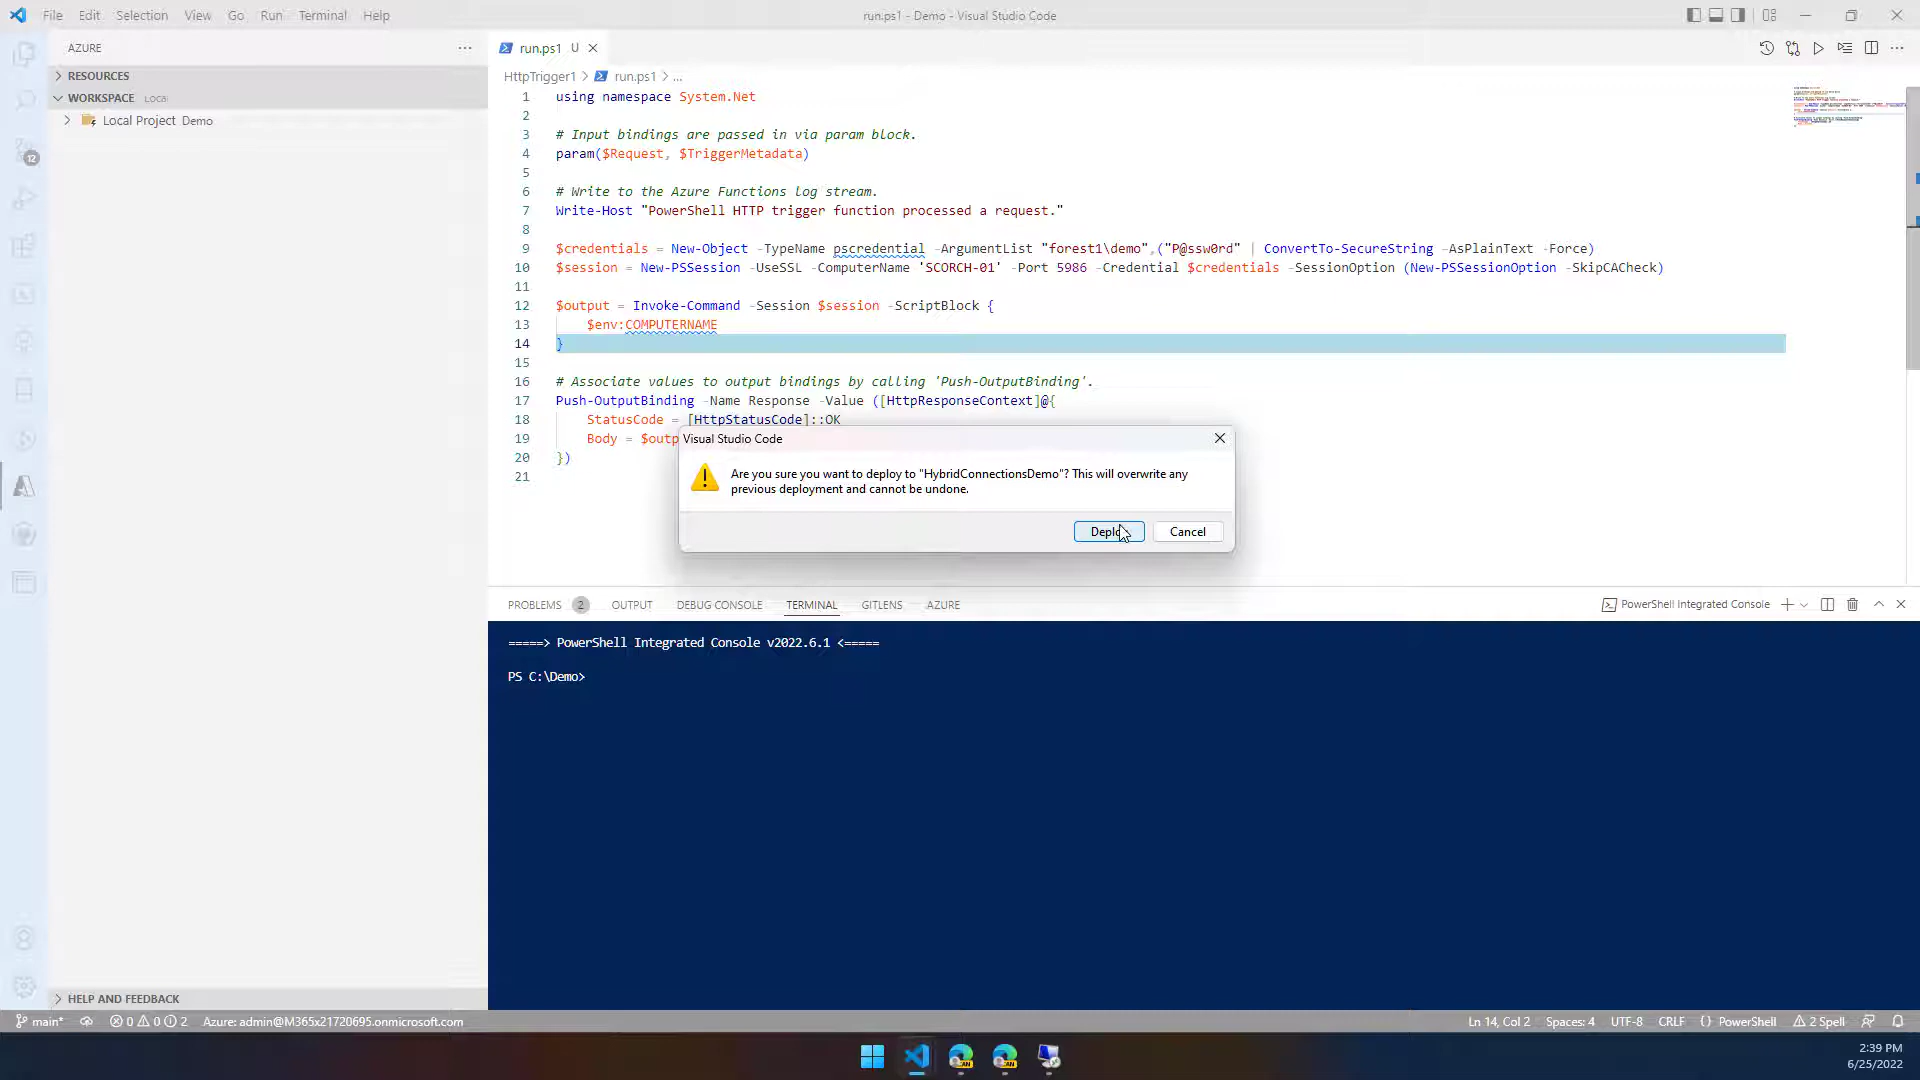 File Edit Selection View Go Run Terminal Help
run.ps1 - Demo - Visual Studio Code
AZURE
RESOURCES
WORKSPACE Local
Local Project Demo
12
HELP AND FEEDBACK
run.ps1 U
HttpTrigger1 > run.ps1 > ...
1 using namespace System.Net
2
3 # Input bindings are passed in via param block.
4 param($Request, $TriggerMetadata)
5
6 # Write to the Azure Functions log stream.
7 Write-Host "PowerShell HTTP trigger function processed a request."
8
9 $credentials = New-Object -TypeName pscredential -ArgumentList "forest1\demo",("P@ssw0rd" | ConvertTo-SecureString -AsPlainText -Force)
10 $session = New-PSSession -UseSSL -ComputerName 'SCORCH-01' -Port 5986 -Credential $credentials -SessionOption (New-PSSessionOption -SkipCACheck)
11
12 $output = Invoke-Command -Session $session -ScriptBlock {
13 $env:COMPUTERNAME
14 }
15
16 # Associate values to output bindings by calling 'Push-OutputBinding'.
17 Push-OutputBinding -Name Response -Value ([HttpResponseContext]@{
18 StatusCode = [HttpStatusCode]::OK
19 Body = $outp
20 })
21
Visual Studio Code
Are you sure you want to deploy to "HybridConnectionsDemo"? This will overwrite any
previous deployment and cannot be undone.
Deploy Cancel
PROBLEMS 2 OUTPUT DEBUG CONSOLE TERMINAL GITLENS AZURE
PowerShell Integrated Console
=====> PowerShell Integrated Console v2022.6.1 <=====
PS C:\Demo>
main* 0 0 2 Azure: admin@M365x21720695.onmicrosoft.com
Ln 14, Col 2 Spaces: 4 UTF-8 CRLF {} PowerShell 2 Spell
2:39 PM
6/25/2022